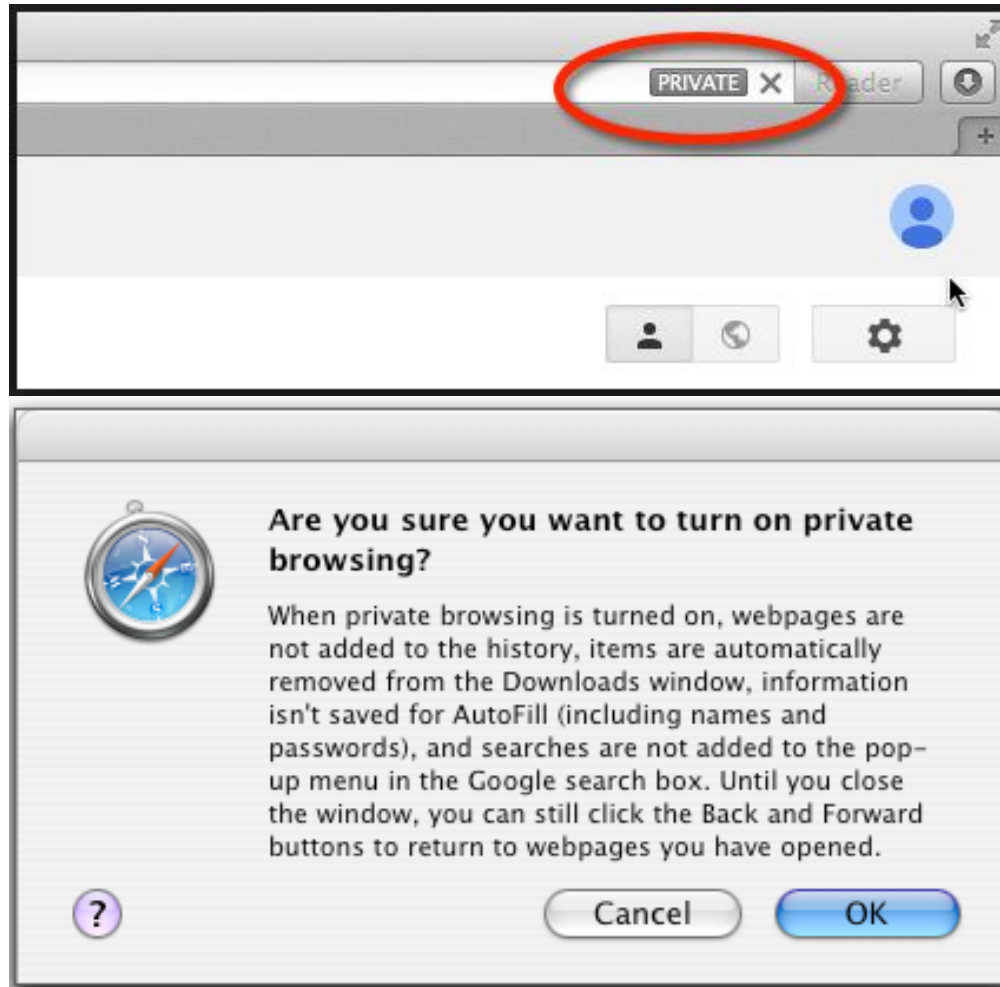 PRIVATE
Reader
Are you sure you want to turn on private
browsing?
When private browsing is turned on, webpages are
not added to the history, items are automatically
removed from the Downloads window, information
isn't saved for AutoFill (including names and
passwords), and searches are not added to the pop-
up menu in the Google search box. Until you close
the window, you can still click the Back and Forward
buttons to return to webpages you have opened.
? Cancel OK